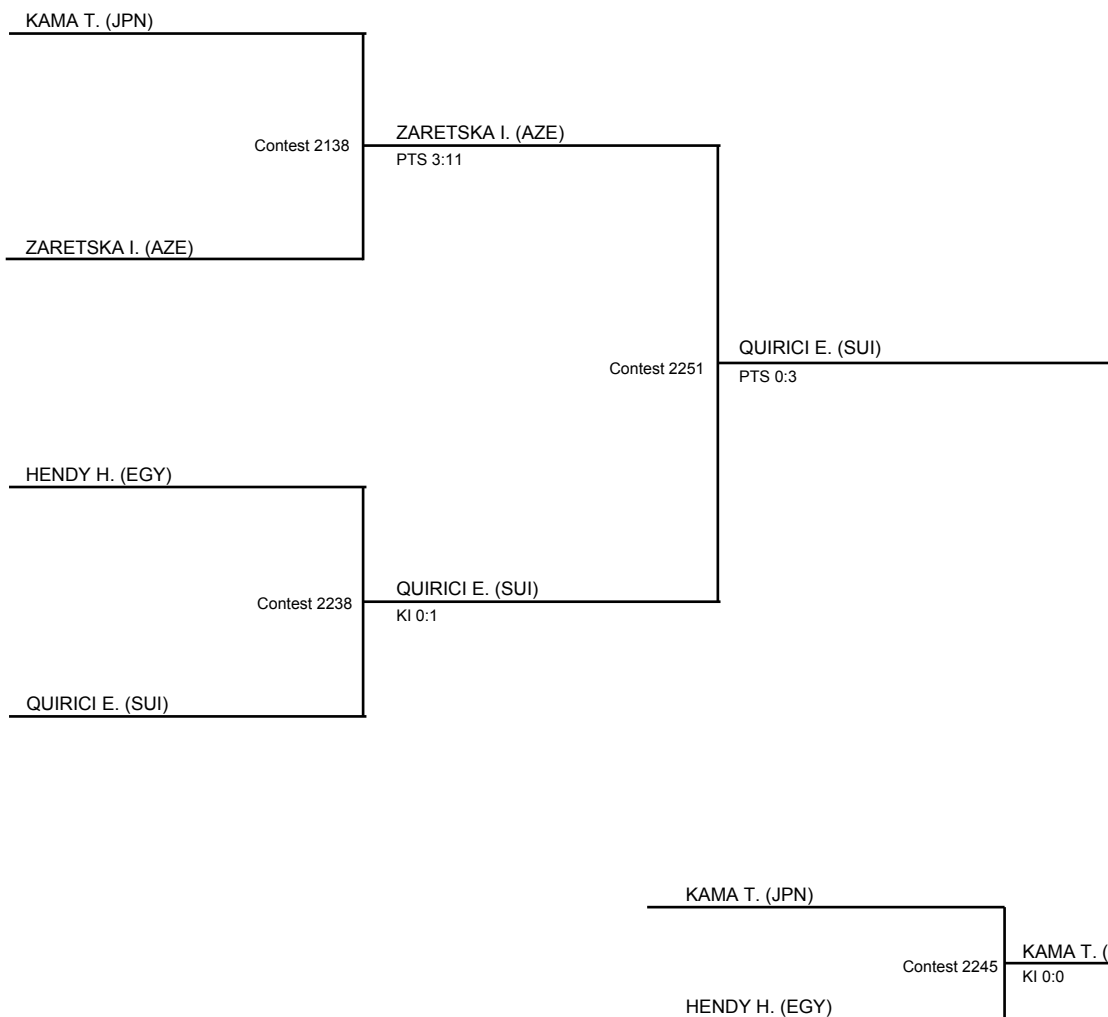 KAMA T. (JPN)
Contest 2138
ZARETSKA I. (AZE)
PTS 3:11
ZARETSKA I. (AZE)
Contest 2251
QUIRICI E. (SUI)
PTS 0:3
HENDY H. (EGY)
Contest 2238
QUIRICI E. (SUI)
KI 0:1
QUIRICI E. (SUI)
KAMA T. (JPN)
Contest 2245
KAMA T. (
KI 0:0
HENDY H. (EGY)